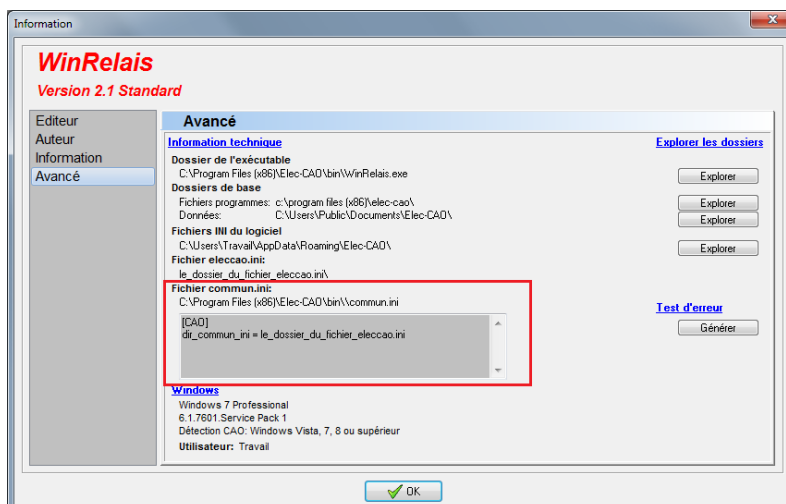 Information
WinRelais
Version 2.1 Standard
Editeur
Auteur
Information
Avancé
Avancé
Information technique
Explorer les dossiers
Dossier de l'exécutable
C:\Program Files (x86)\Elec-CAO\bin\WinRelais.exe
Explorer
Dossiers de base
Fichiers programmes: c:\program files (x86)\elec-cao\
Explorer
Données: C:\Users\Public\Documents\Elec-CAO\
Explorer
Fichiers INI du logiciel
C:\Users\Travail\AppData\Roaming\Elec-CAO\
Explorer
Fichier eleccao.ini:
le_dossier_du_fichier_eleccao.ini\
Fichier commun.ini:
C:\Program Files (x86)\Elec-CAO\bin\\commun.ini
Test d'erreur
[CAO]
Générer
dir_commun_ini = le_dossier_du_fichier_eleccao.ini
Windows
Windows 7 Professional
6.1.7601.Service Pack 1
Détection CAO: Windows Vista, 7, 8 ou supérieur
Utilisateur: Travail
OK